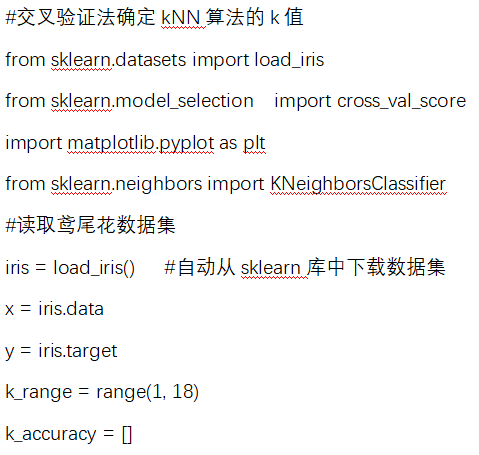 #交叉验证法确定 kNN 算法的 k 值
from sklearn.datasets import load_iris
from sklearn.model_selection    import cross_val_score
import matplotlib.pyplot as plt
from sklearn.neighbors import KNeighborsClassifier
#读取鸢尾花数据集
iris = load_iris()     #自动从 sklearn 库中下载数据集
x = iris.data
y = iris.target
k_range = range(1, 18)
k_accuracy = []